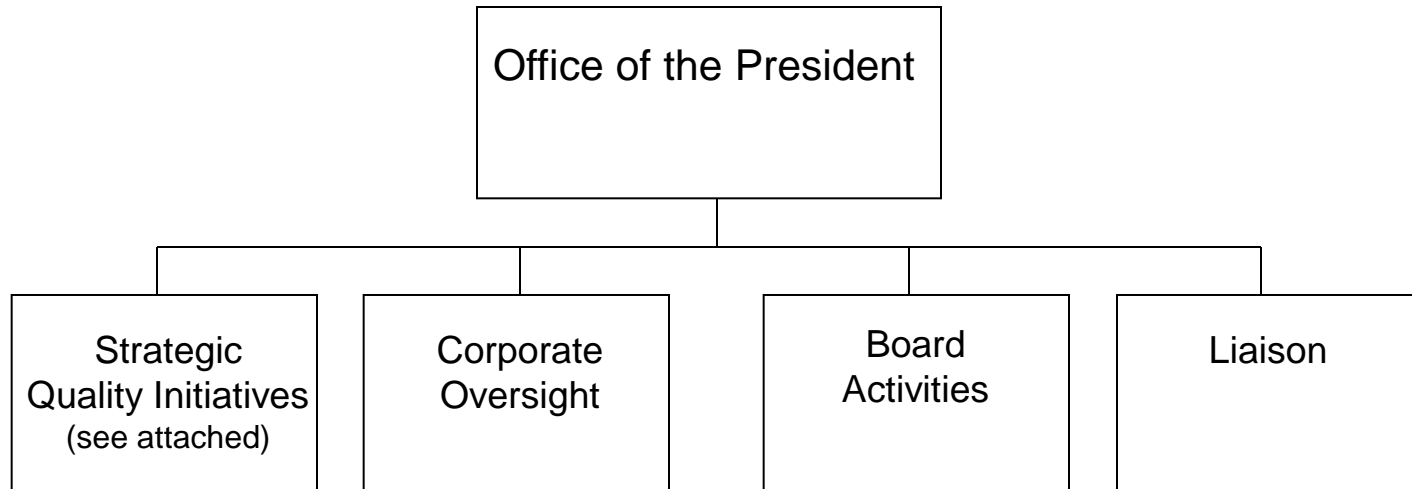 Office of the President
Strategic
Quality Initiatives
(see attached)
Corporate
Oversight
Board
Activities
Liaison